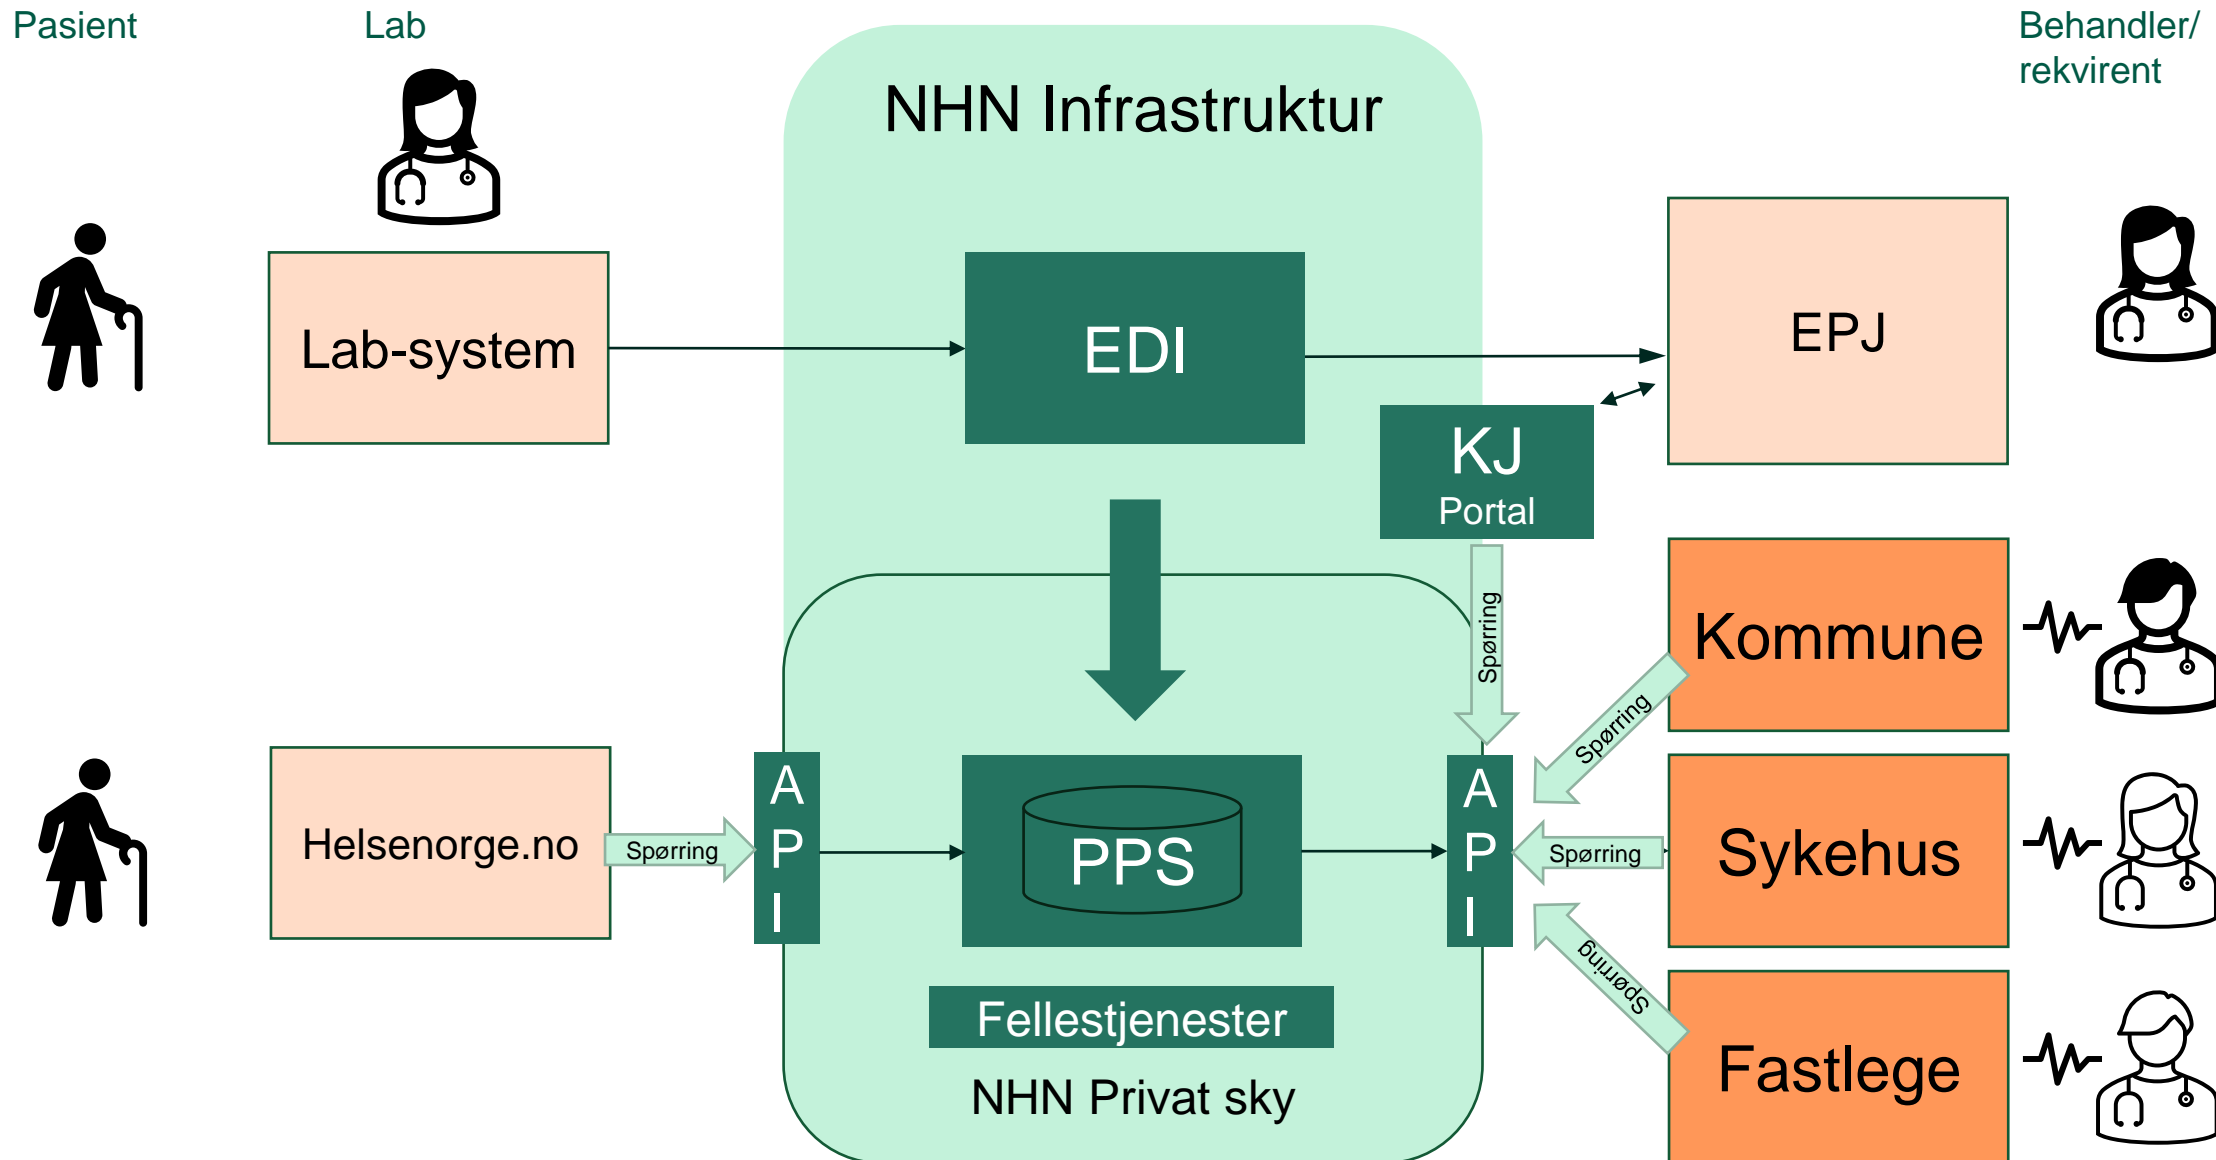 Pasient
Lab
Behandler/
rekvirent
NHN Infrastruktur
Lab-system
EDI
EPJ
KJ
Portal
Spørring
Kommune
Spørring
Helsenorge.no
Spørring
A
P
I
PPS
A
P
I
Spørring
Sykehus
Spørring
Fastlege
Fellestjenester
NHN Privat sky